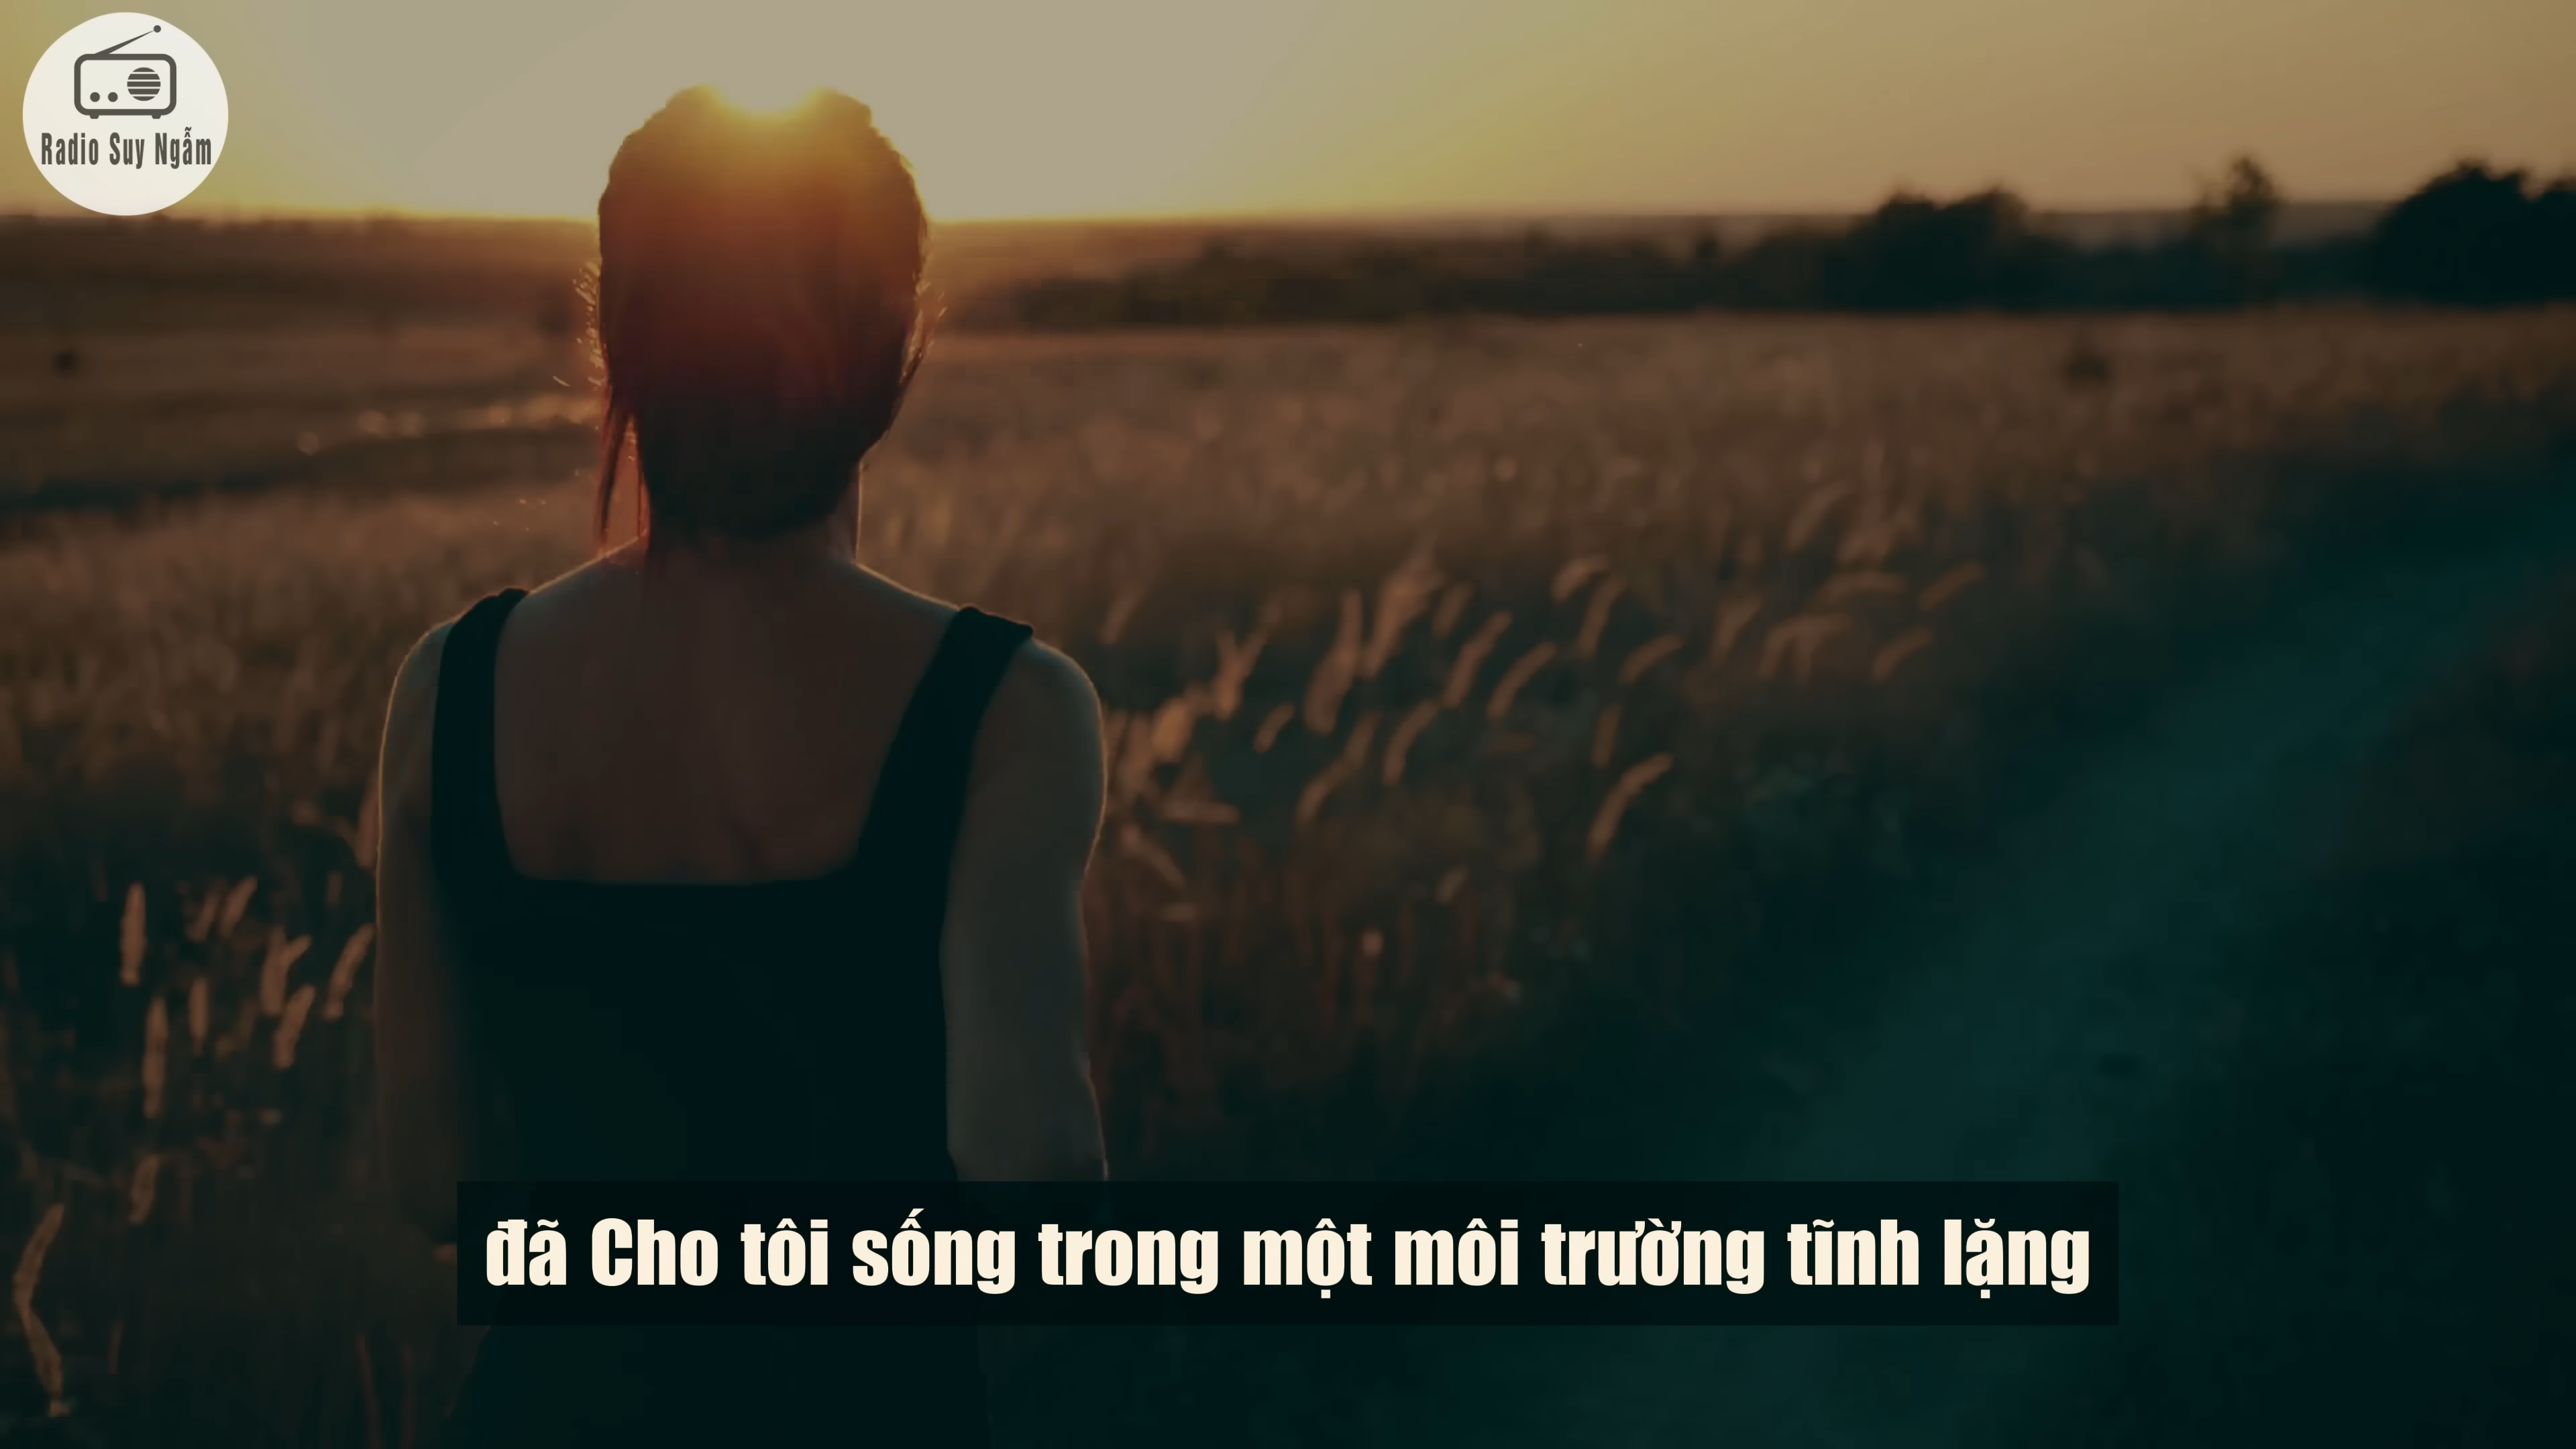 Radio Suy Ngẫm
đã Cho tôi sống trong một môi trường tĩnh lặng